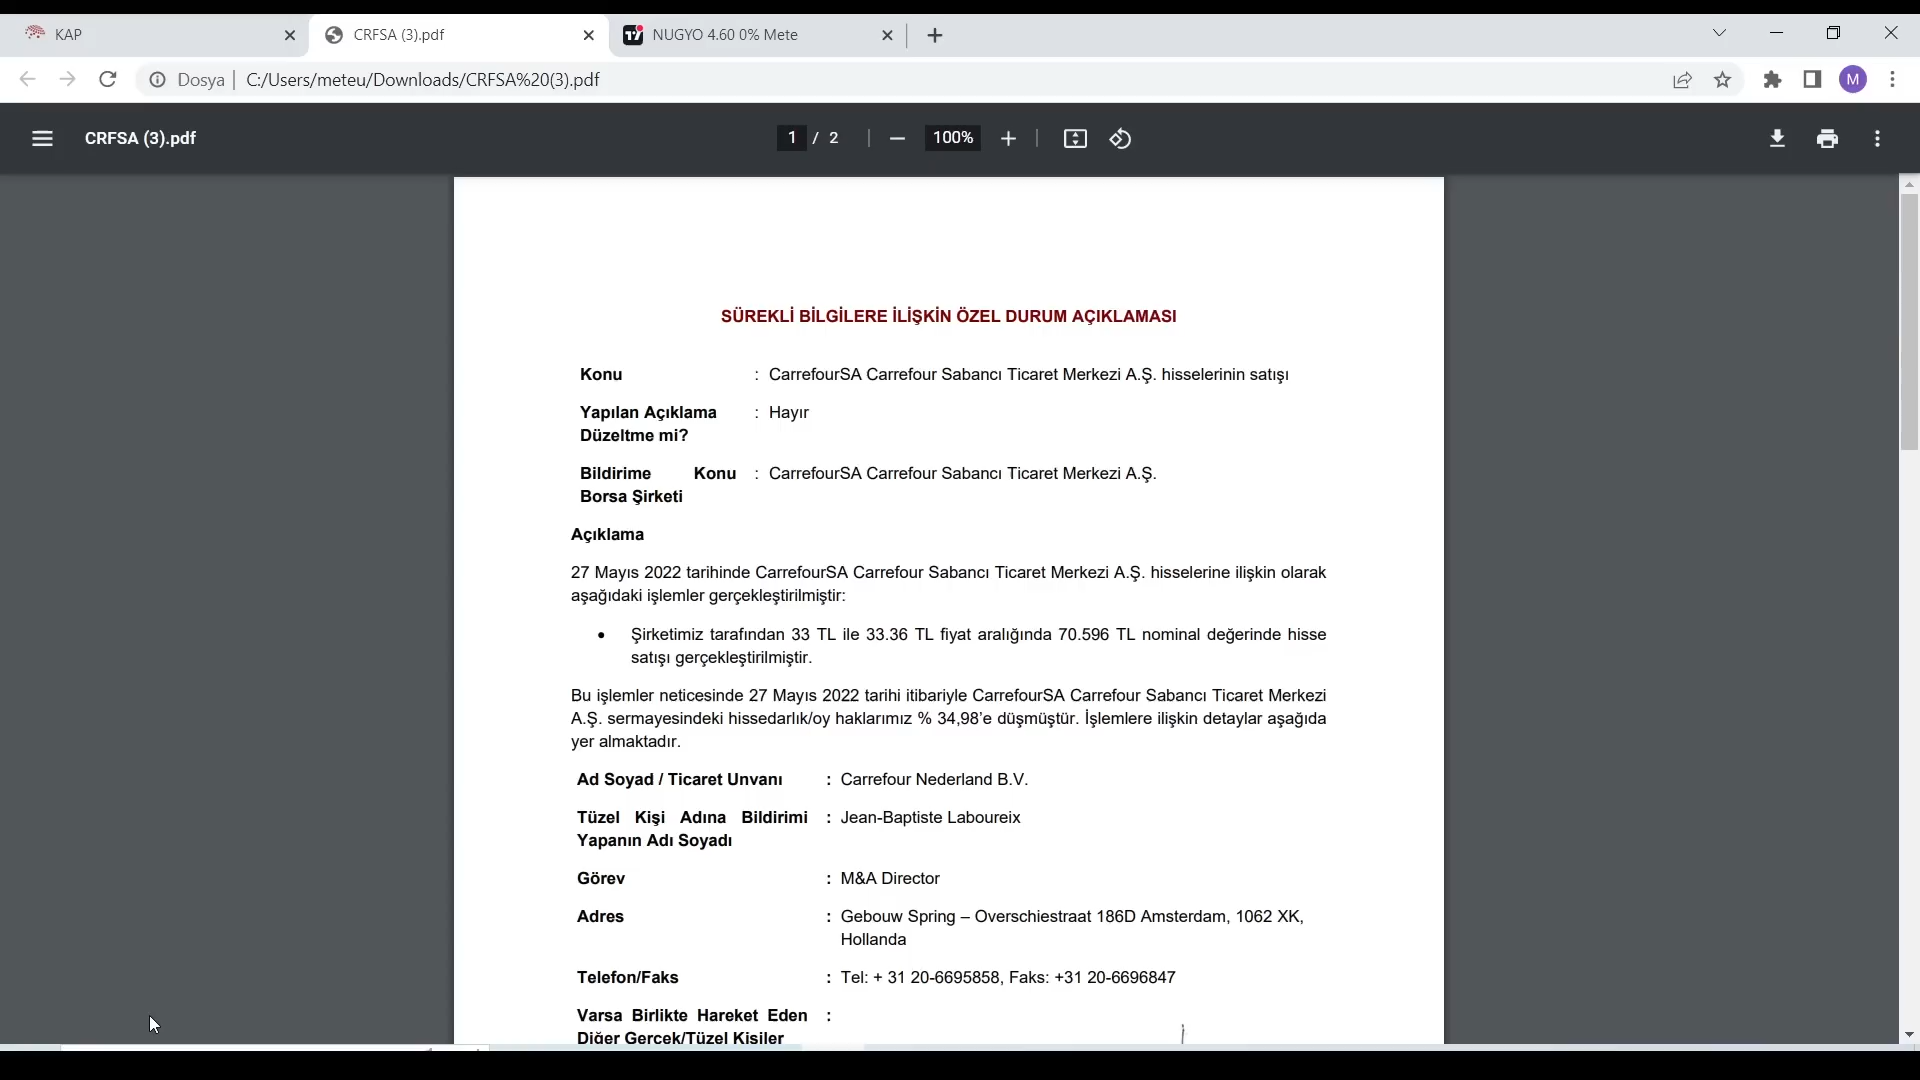 KAP
CRFSA (3).pdf
NUGYO 4.60 0% Mete
Dosya
C:/Users/meteu/Downloads/CRFSA%20(3).pdf
M
CRFSA (3).pdf
1 / 2
100%
SÜREKLİ BİLGİLERE İLİŞKİN ÖZEL DURUM AÇIKLAMASI
Konu : CarrefourSA Carrefour Sabancı Ticaret Merkezi A.Ş. hisselerinin satışı
Yapılan Açıklama : Hayır
Düzeltme mi?
Bildirime Konu : CarrefourSA Carrefour Sabancı Ticaret Merkezi A.Ş.
Borsa Şirketi
Açıklama
27 Mayıs 2022 tarihinde CarrefourSA Carrefour Sabancı Ticaret Merkezi A.Ş. hisselerine ilişkin olarak
aşağıdaki işlemler gerçekleştirilmiştir:
• Şirketimiz tarafından 33 TL ile 33.36 TL fiyat aralığında 70.596 TL nominal değerinde hisse
satışı gerçekleştirilmiştir.
Bu işlemler neticesinde 27 Mayıs 2022 tarihi itibariyle CarrefourSA Carrefour Sabancı Ticaret Merkezi
A.Ş. sermayesindeki hissedarlık/oy haklarımız % 34,98’e düşmüştür. İşlemlere ilişkin detaylar aşağıda
yer almaktadır.
Ad Soyad / Ticaret Unvanı : Carrefour Nederland B.V.
Tüzel Kişi Adına Bildirimi : Jean-Baptiste Laboureix
Yapanın Adı Soyadı
Görev : M&A Director
Adres : Gebouw Spring – Overschiestraat 186D Amsterdam, 1062 XK,
Hollanda
Telefon/Faks : Tel: + 31 20-6695858, Faks: +31 20-6696847
Varsa Birlikte Hareket Eden :
Diğer Gerçek/Tüzel Kişiler